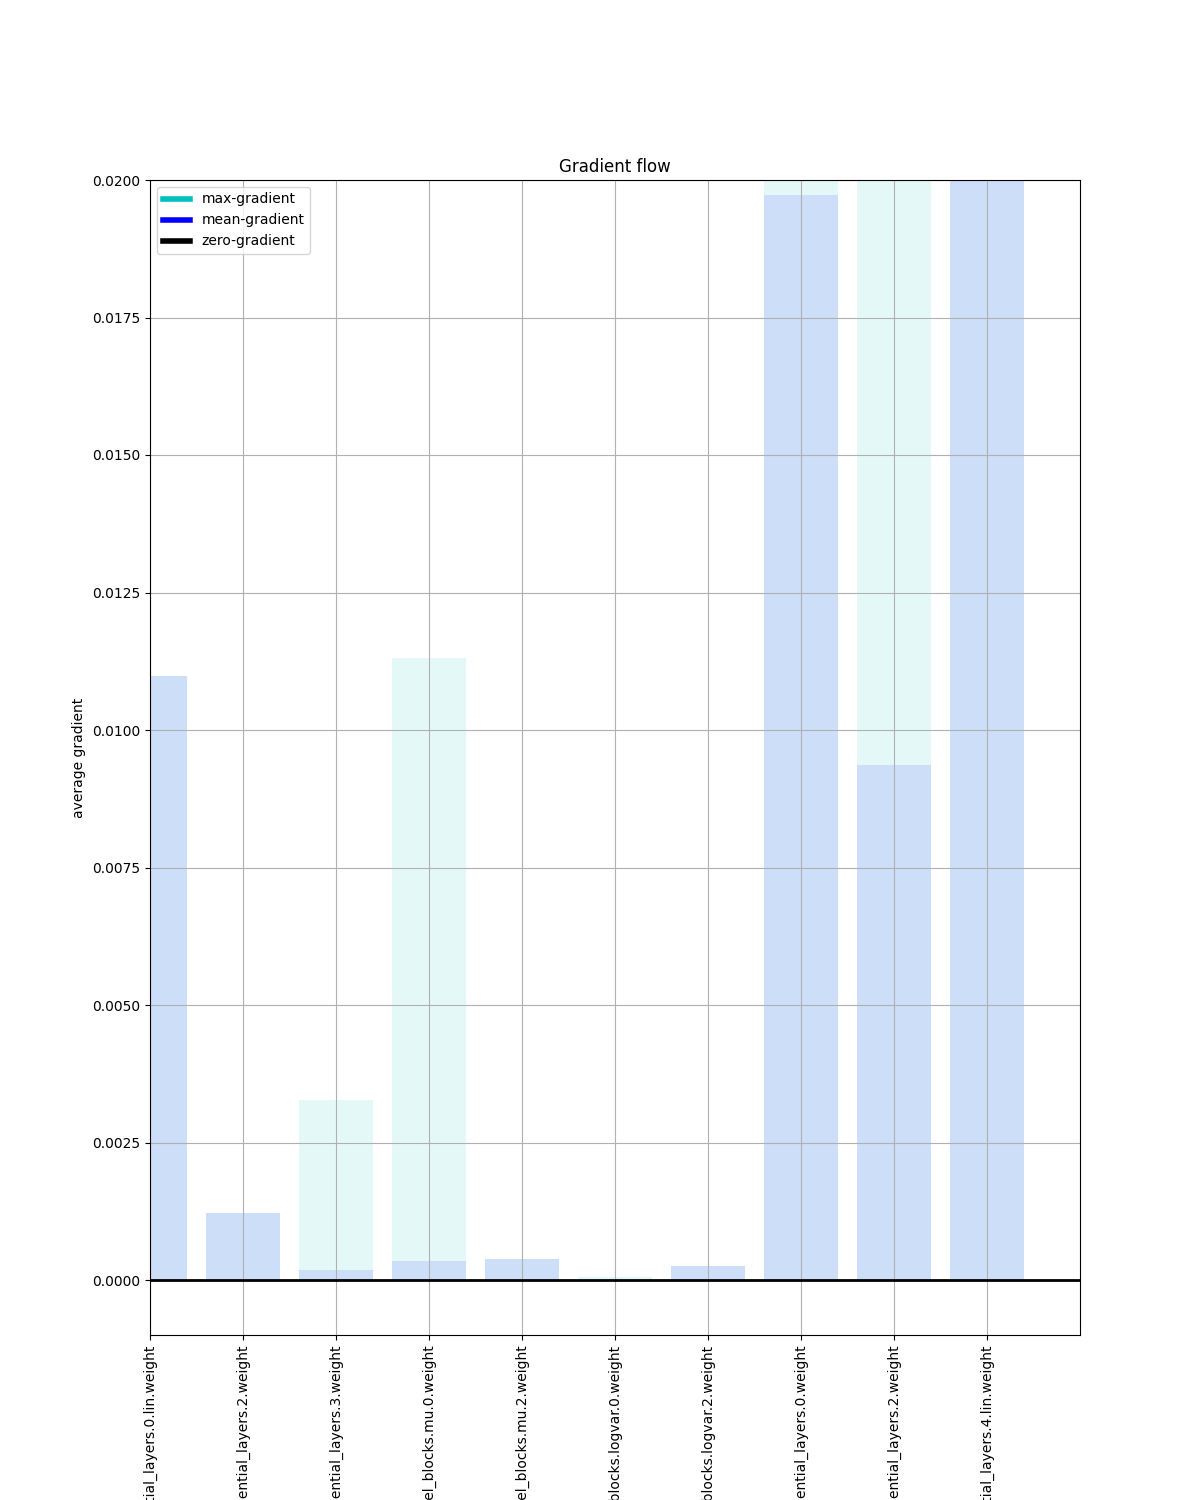 Gradient flow
max-gradient
mean-gradient
zero-gradient
0.0200
0.0175
0.0150
0.0125
0.0100
0.0075
0.0050
0.0025
0.0000
average gradient
tial_layers.0.lin.weight
ential_layers.2.weight
ential_layers.3.weight
el_blocks.mu.0.weight
el_blocks.mu.2.weight
blocks.logvar.0.weight
blocks.logvar.2.weight
ential_layers.0.weight
ential_layers.2.weight
tial_layers.4.lin.weight